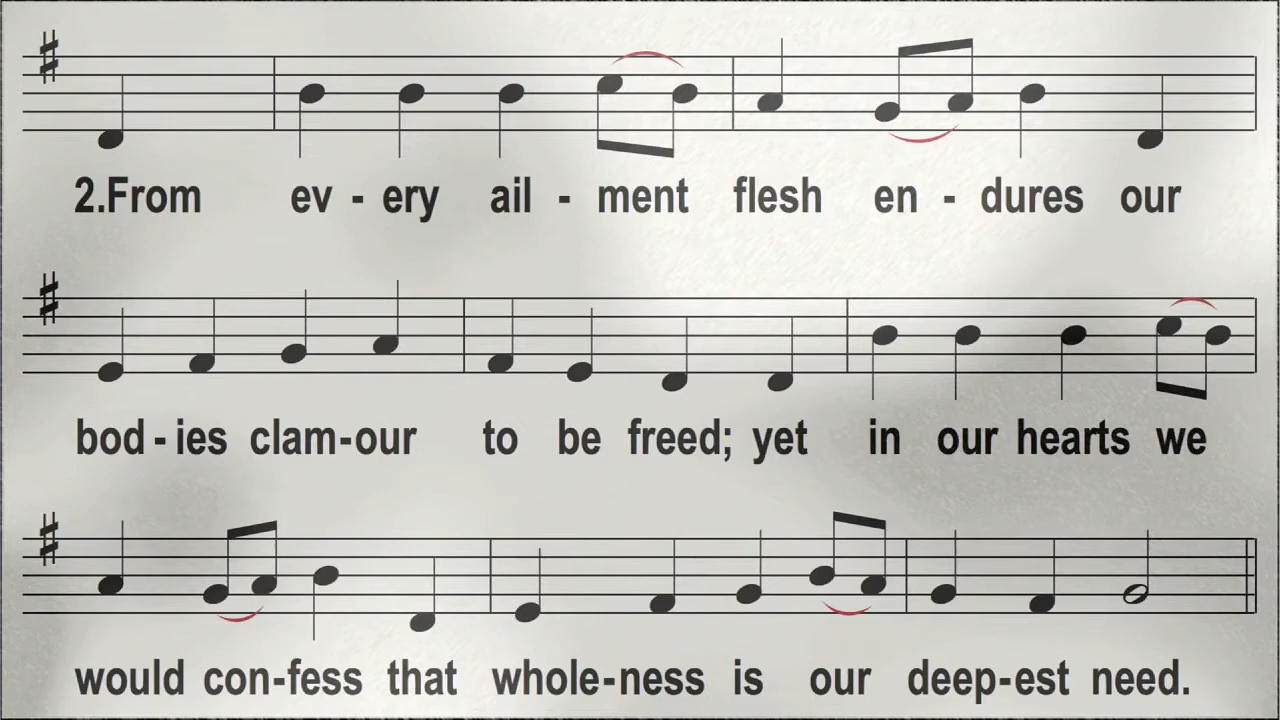 2.From ev - ery ail - ment flesh en - dures our
bod - ies clam-our to be freed; yet in our hearts we
would con-fess that whole-ness is our deep-est need.